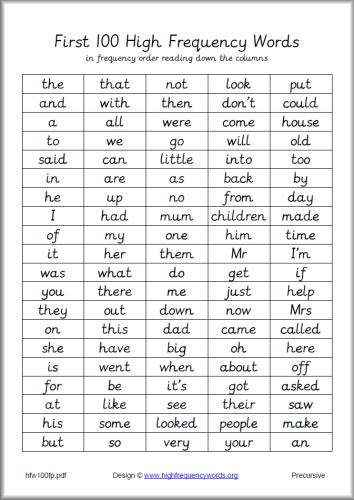 First 100 High Frequency Words
in frequency order reading down the columns
the that not look put
and with then don't could
a all were come house
to we go will old
said can little into too
in are as back by
he up no from day
I had mum children made
of my one him time
it her them Mr I'm
was what do get if
you there me just help
they out down now Mrs
on this dad came called
she have big oh here
is went when about off
for be it's got asked
at like see their saw
his some looked people make
but so very your an
hfw100fp.pdf Design © www.highfrequencywords.org Precursive